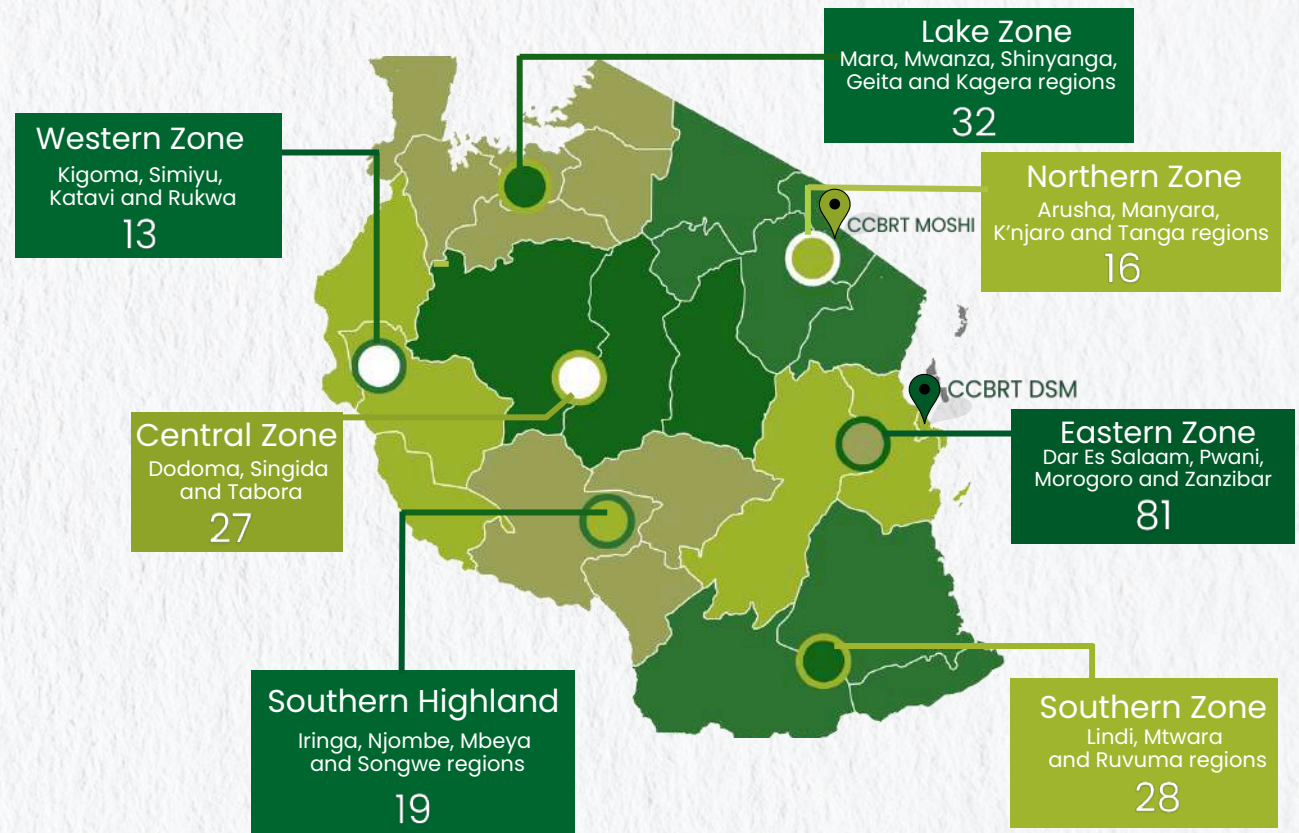 Lake Zone
Mara, Mwanza, Shinyanga,
Geita and Kagera regions
32
Western Zone
Kigoma, Simiyu,
Katavi and Rukwa
13
Northern Zone
Arusha, Manyara,
K'njaro and Tanga regions
16
CCBRT MOSHI
CCBRT DSM
Central Zone
Dodoma, Singida
and Tabora
27
Eastern Zone
Dar Es Salaam, Pwani,
Morogoro and Zanzibar
81
Southern Highland
Iringa, Njombe, Mbeya
and Songwe regions
19
Southern Zone
Lindi, Mtwara
and Ruvuma regions
28